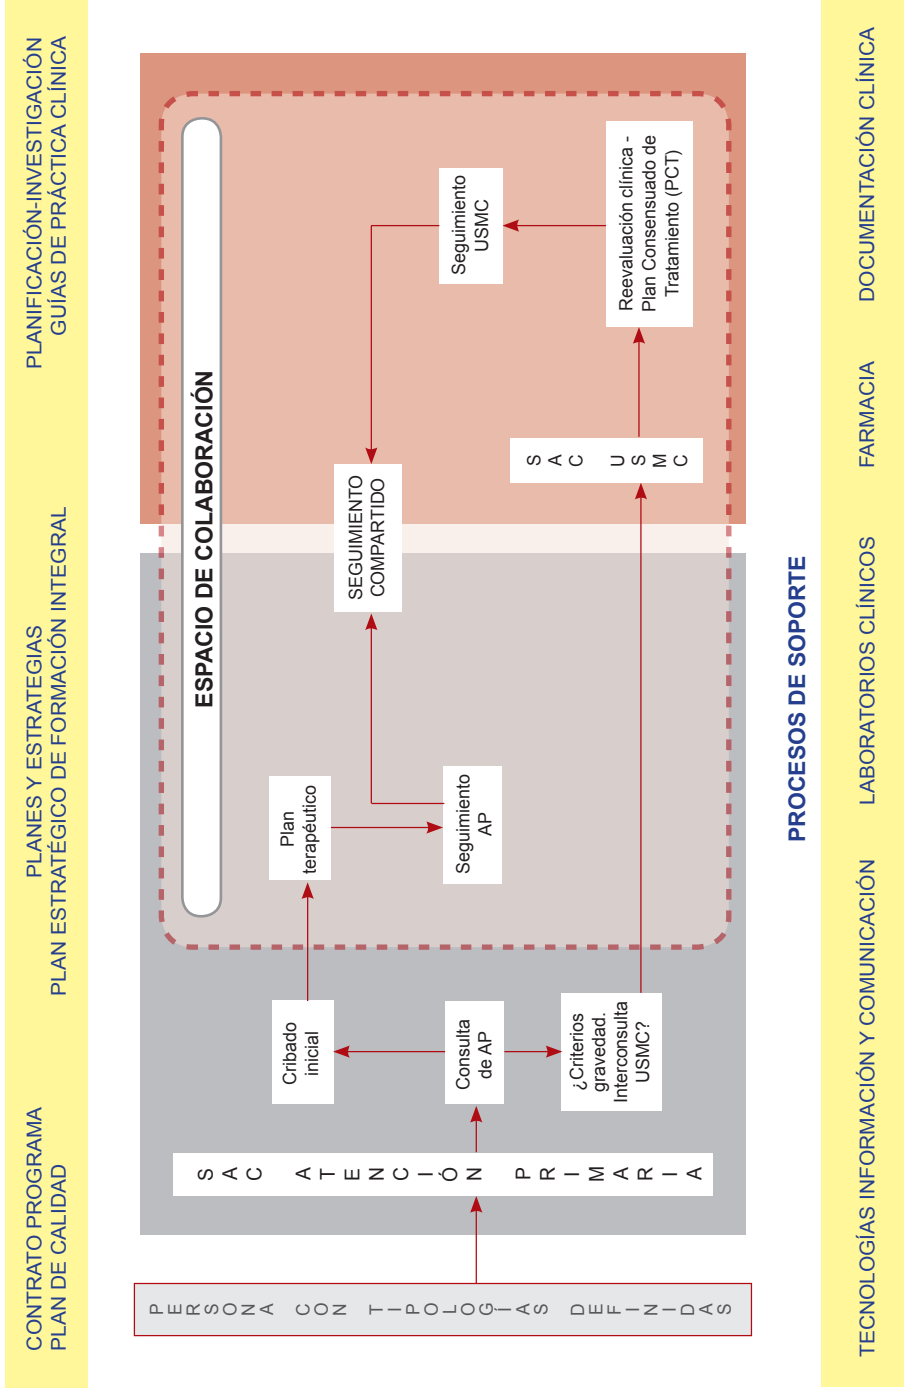 CONTRATO PROGRAMA
PLAN DE CALIDAD
PLANES Y ESTRATEGIAS
PLAN ESTRATÉGICO DE FORMACIÓN INTEGRAL
PLANIFICACIÓN-INVESTIGACIÓN
GUÍAS DE PRÁCTICA CLÍNICA
ESPACIO DE COLABORACIÓN
PERSONA CON TIPOLOGÍAS DEFINIDAS
SAC ATENCIÓN PRIMARIA
Cribado
inicial
Consulta
de AP
¿Criterios
gravedad.
Interconsulta
USMC?
Plan
terapéutico
Seguimiento
AP
SEGUIMIENTO
COMPARTIDO
SAC USMC
Seguimiento
USMC
Reevaluación clínica -
Plan Consensuado de
Tratamiento (PCT)
PROCESOS DE SOPORTE
TECNOLOGÍAS INFORMACIÓN Y COMUNICACIÓN
LABORATORIOS CLÍNICOS
FARMACIA
DOCUMENTACIÓN CLÍNICA